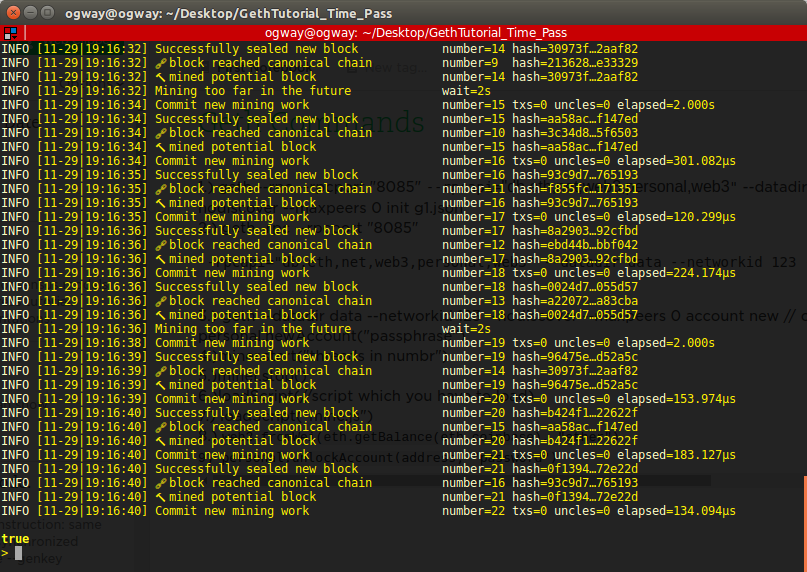 ogway@ogway: ~/Desktop/GethTutorial_Time_Pass
ogway@ogway: ~/Desktop/GethTutorial_Time_Pass
INFO [11-29|19:16:32] Successfully sealed new block number=14 hash=30973f…2aaf82
INFO [11-29|19:16:32] 🔗block reached canonical chain number=9 hash=213628…e33329
INFO [11-29|19:16:32] 🔨mined potential block number=14 hash=30973f…2aaf82
INFO [11-29|19:16:32] Mining too far in the future wait=2s
INFO [11-29|19:16:34] Commit new mining work number=15 txs=0 uncles=0 elapsed=2.000s
INFO [11-29|19:16:34] Successfully sealed new block number=15 hash=aa58ac…f147ed
INFO [11-29|19:16:34] 🔗block reached canonical chain number=10 hash=3c34d8…5f6503
INFO [11-29|19:16:34] 🔨mined potential block number=15 hash=aa58ac…f147ed
INFO [11-29|19:16:34] Commit new mining work number=16 txs=0 uncles=0 elapsed=301.082µs
INFO [11-29|19:16:35] Successfully sealed new block number=16 hash=93c9d7…765193
INFO [11-29|19:16:35] 🔗block reached canonical chain number=11
INFO [11-29|19:16:35] 🔨mined potential block number=16 hash=93c9d7…765193
INFO [11-29|19:16:35] Commit new mining work number=17 txs=0 uncles=0 elapsed=120.299µs
INFO [11-29|19:16:36] Successfully sealed new block number=17 hash=8a2903…92cfbd
INFO [11-29|19:16:36] 🔗block reached canonical chain number=12 hash=ebd44b…bbf042
INFO [11-29|19:16:36] 🔨mined potential block number=17 hash=8a2903…92cfbd
INFO [11-29|19:16:36] Commit new mining work number=18 txs=0 uncles=0 elapsed=224.174µs
INFO [11-29|19:16:36] Successfully sealed new block number=18 hash=0024d7…055d57
INFO [11-29|19:16:36] 🔗block reached canonical chain number=13 hash=a22072…a83cba
INFO [11-29|19:16:36] 🔨mined potential block number=18 hash=0024d7…055d57
INFO [11-29|19:16:36] Mining too far in the future wait=2s
INFO [11-29|19:16:38] Commit new mining work number=19 txs=0 uncles=0 elapsed=2.000s
INFO [11-29|19:16:39] Successfully sealed new block number=19 hash=96475e…d52a5c
INFO [11-29|19:16:39] 🔗block reached canonical chain number=14 hash=30973f…2aaf82
INFO [11-29|19:16:39] 🔨mined potential block number=19 hash=96475e…d52a5c
INFO [11-29|19:16:39] Commit new mining work number=20 txs=0 uncles=0 elapsed=153.974µs
INFO [11-29|19:16:40] Successfully sealed new block number=20 hash=b424f1…22622f
INFO [11-29|19:16:40] 🔗block reached canonical chain number=15 hash=aa58ac…f147ed
INFO [11-29|19:16:40] 🔨mined potential block number=20 hash=b424f1…22622f
INFO [11-29|19:16:40] Commit new mining work number=21 txs=0 uncles=0 elapsed=183.127µs
INFO [11-29|19:16:40] Successfully sealed new block number=21 hash=0f1394…72e22d
INFO [11-29|19:16:40] 🔗block reached canonical chain number=16 hash=93c9d7…765193
INFO [11-29|19:16:40] 🔨mined potential block number=21 hash=0f1394…72e22d
INFO [11-29|19:16:40] Commit new mining work number=22 txs=0 uncles=0 elapsed=134.094µs
true
>